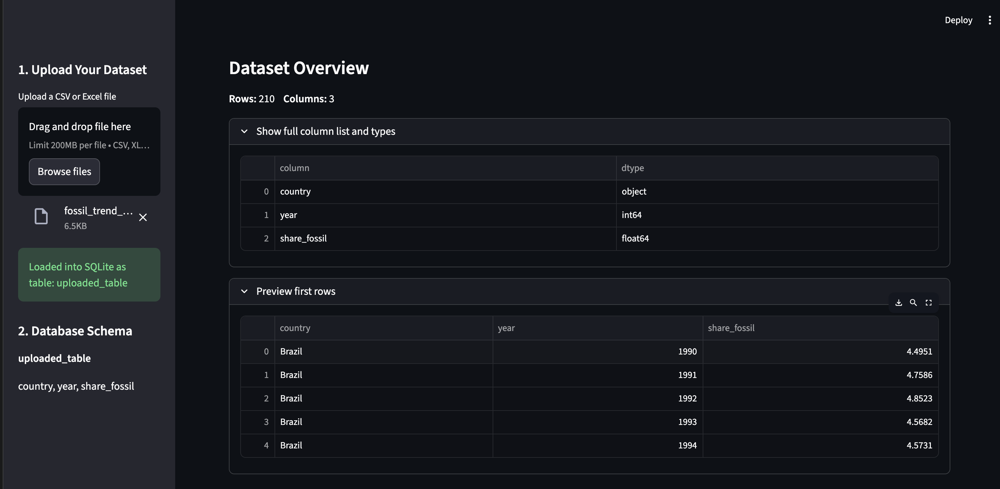 Deploy
1. Upload Your Dataset
Upload a CSV or Excel file
Drag and drop file here
Limit 200MB per file • CSV, XL...
Browse files
fossil_trend_...
6.5KB
Loaded into SQLite as
table: uploaded_table
2. Database Schema
uploaded_table
country, year, share_fossil
Dataset Overview
Rows: 210 Columns: 3
Show full column list and types
column dtype
0 country object
1 year int64
2 share_fossil float64
Preview first rows
country year share_fossil
0 Brazil 1990 4.4951
1 Brazil 1991 4.7586
2 Brazil 1992 4.8523
3 Brazil 1993 4.5682
4 Brazil 1994 4.5731